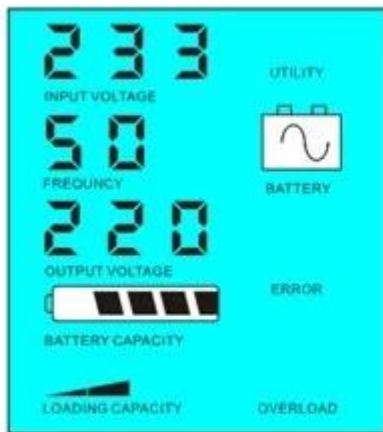 233
UTILITY
INPUT VOLTAGE
50
FREQUNCY
BATTERY
220
OUTPUT VOLTAGE
ERROR
BATTERY CAPACITY
LOADING CAPACITY
OVERLOAD